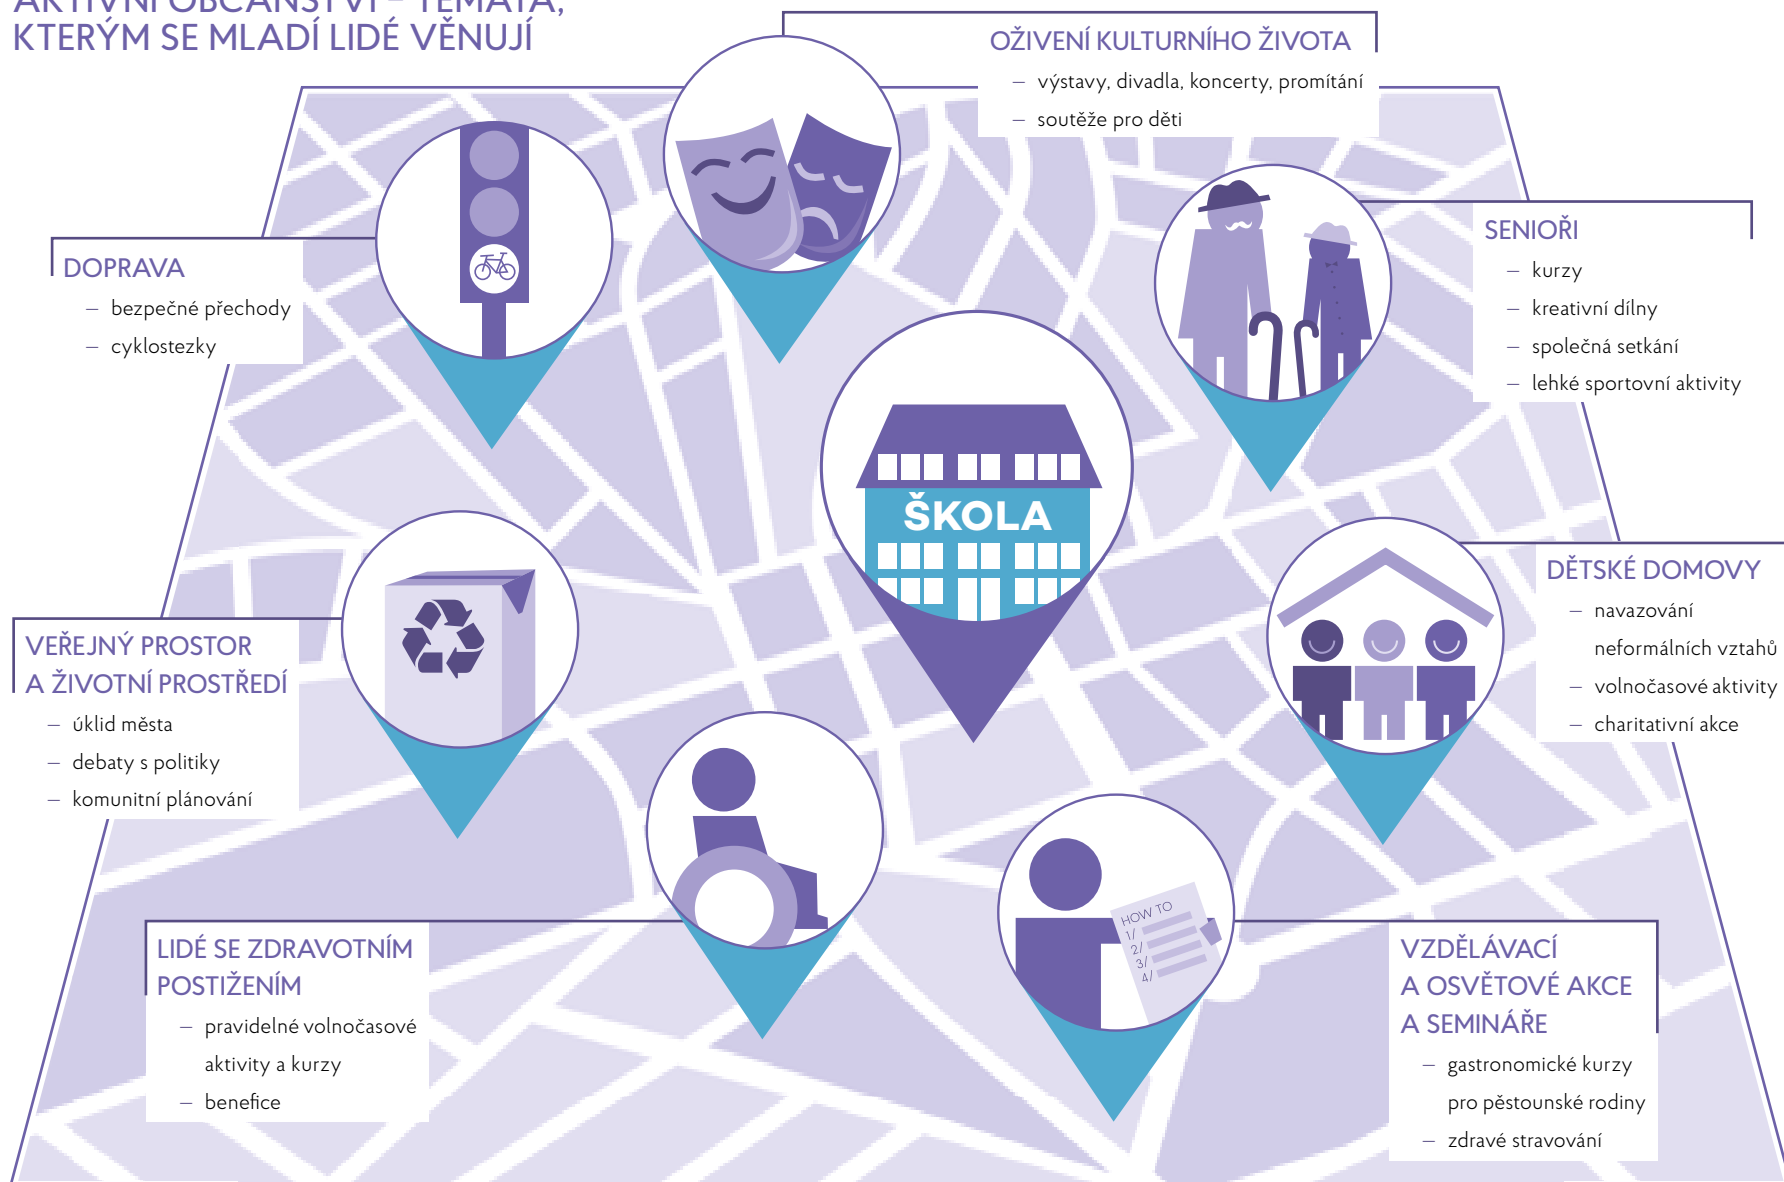 AKTIVNÍ OBČANSTVÍ – TÉMATA,
KTERÝM SE MLADÍ LIDÉ VĚNUJÍ
OŽIVENÍ KULTURNÍHO ŽIVOTA
– výstavy, divadla, koncerty, promítání
– soutěže pro děti
DOPRAVA
– bezpečné přechody
– cyklostezky
SENIOŘI
– kurzy
– kreativní dílny
– společná setkání
– lehké sportovní aktivity
ŠKOLA
DĚTSKÉ DOMOVY
– navazování
neformálních vztahů
– volnočasové aktivity
– charitativní akce
VEŘEJNÝ PROSTOR
A ŽIVOTNÍ PROSTŘEDÍ
– úklid města
– debaty s politiky
– komunitní plánování
LIDÉ SE ZDRAVOTNÍM
POSTIŽENÍM
– pravidelné volnočasové
aktivity a kurzy
– benefice
HOW TO
1/
2/
3/
4/
VZDĚLÁVACÍ
A OSVĚTOVÉ AKCE
A SEMINÁŘE
– gastronomické kurzy
pro pěstounské rodiny
– zdravé stravování